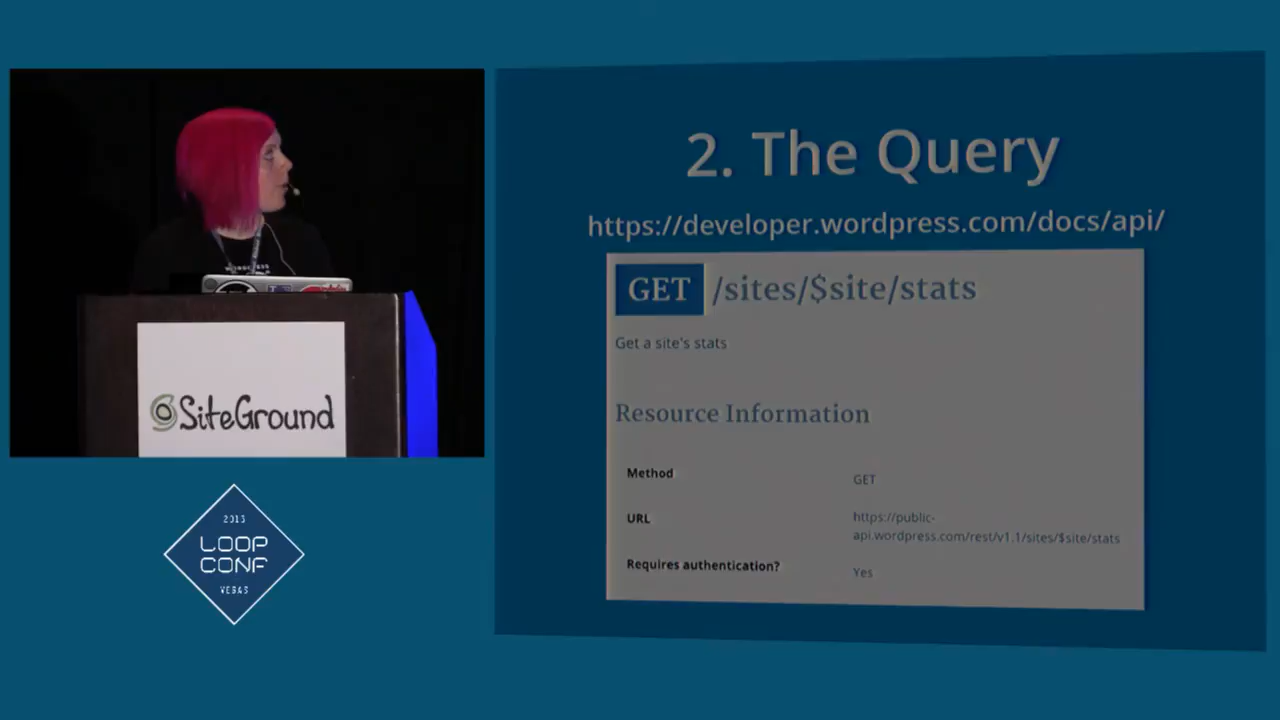 2. The Query
https://developer.wordpress.com/docs/api/
GET /sites/$site/stats
Get a site's stats
Resource Information
Method GET
URL https://public-
api.wordpress.com/rest/v1.1/sites/$site/stats
Requires authentication? Yes
SiteGround
2015
LOOP
CONF
VEGAS